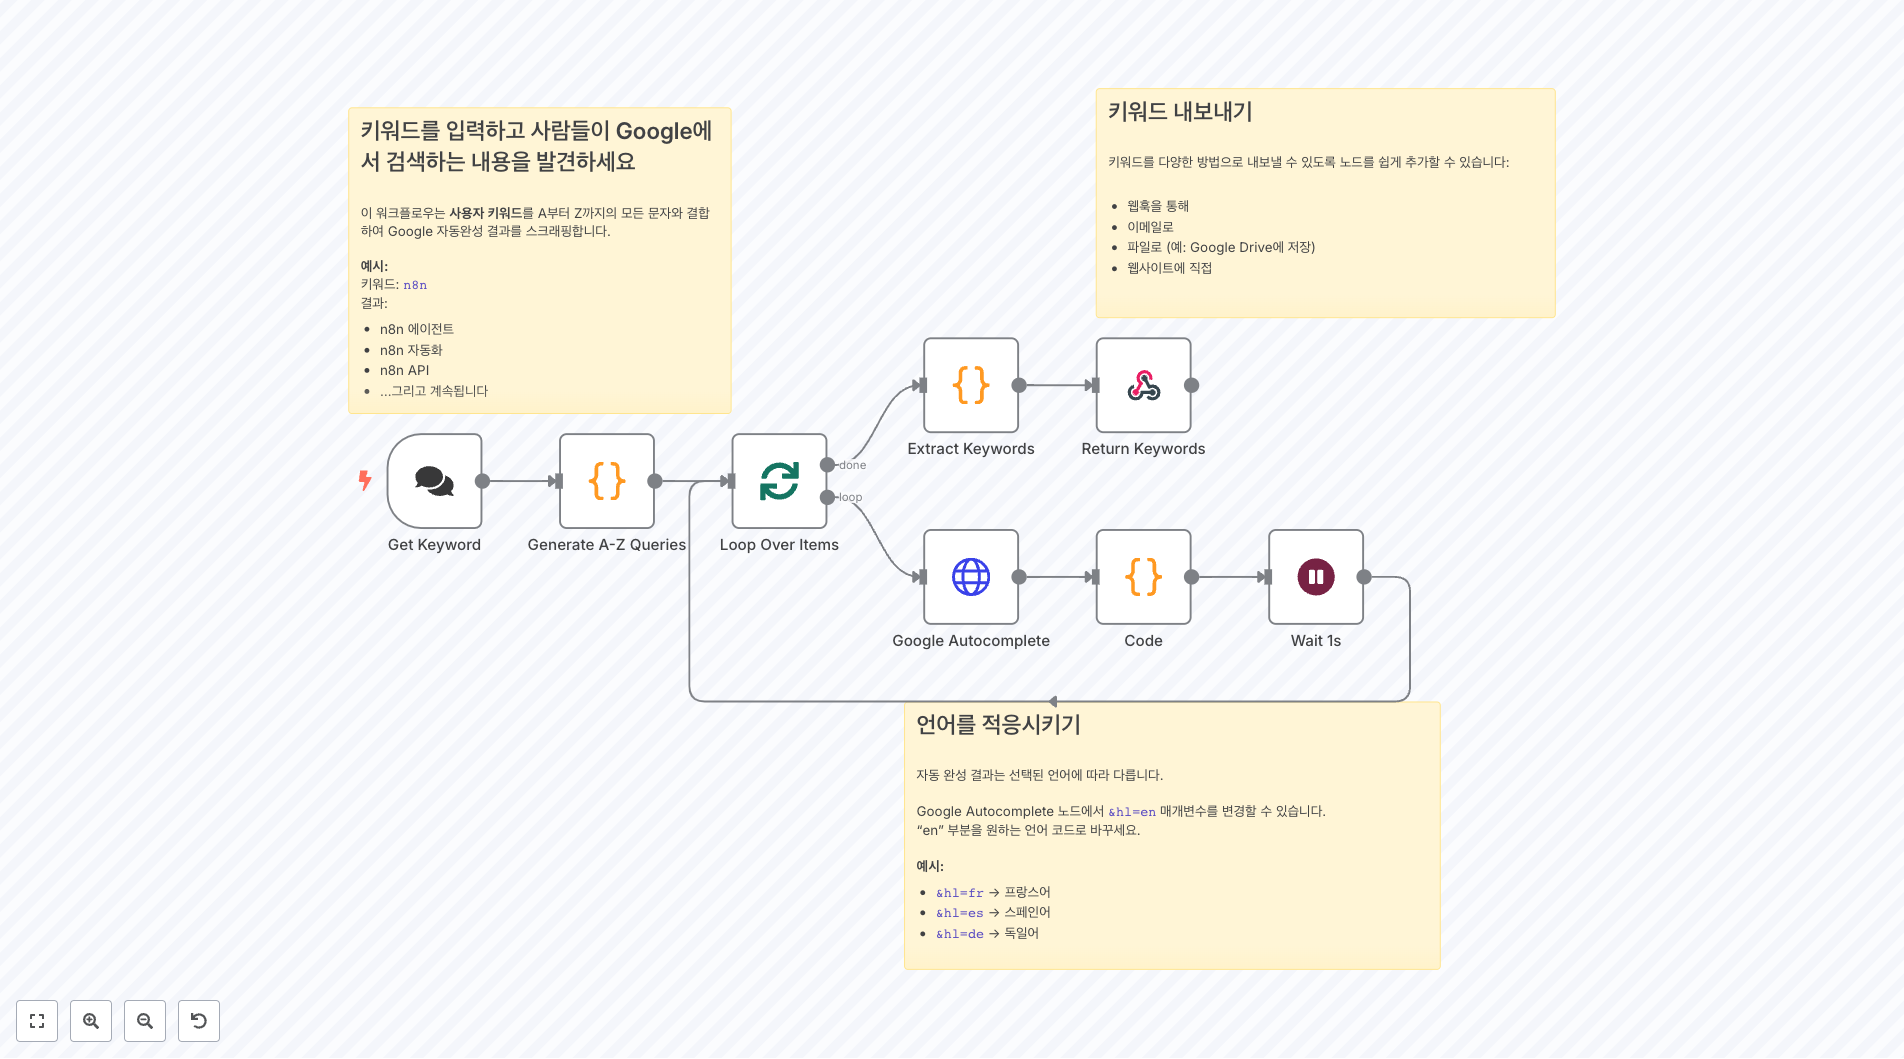 키워드를 입력하고 사람들이 Google에
서 검색하는 내용을 발견하세요
이 워크플로우는 사용자 키워드를 A부터 Z까지의 모든 문자와 결합
하여 Google 자동완성 결과를 스크래핑합니다.
예시:
키워드: n8n
결과:
• n8n 에이전트
• n8n 자동화
• n8n API
• ...그리고 계속됩니다
키워드 내보내기
키워드를 다양한 방법으로 내보낼 수 있도록 노드를 쉽게 추가할 수 있습니다:
• 웹훅을 통해
• 이메일로
• 파일로 (예: Google Drive에 저장)
• 웹사이트에 직접
Get Keyword
Generate A-Z Queries
Loop Over Items
done
loop
Extract Keywords
Return Keywords
Google Autocomplete
Code
Wait 1s
언어를 적응시키기
자동 완성 결과는 선택된 언어에 따라 다릅니다.
Google Autocomplete 노드에서 &hl=en 매개변수를 변경할 수 있습니다.
“en” 부분을 원하는 언어 코드로 바꾸세요.
예시:
• &hl=fr → 프랑스어
• &hl=es → 스페인어
• &hl=de → 독일어